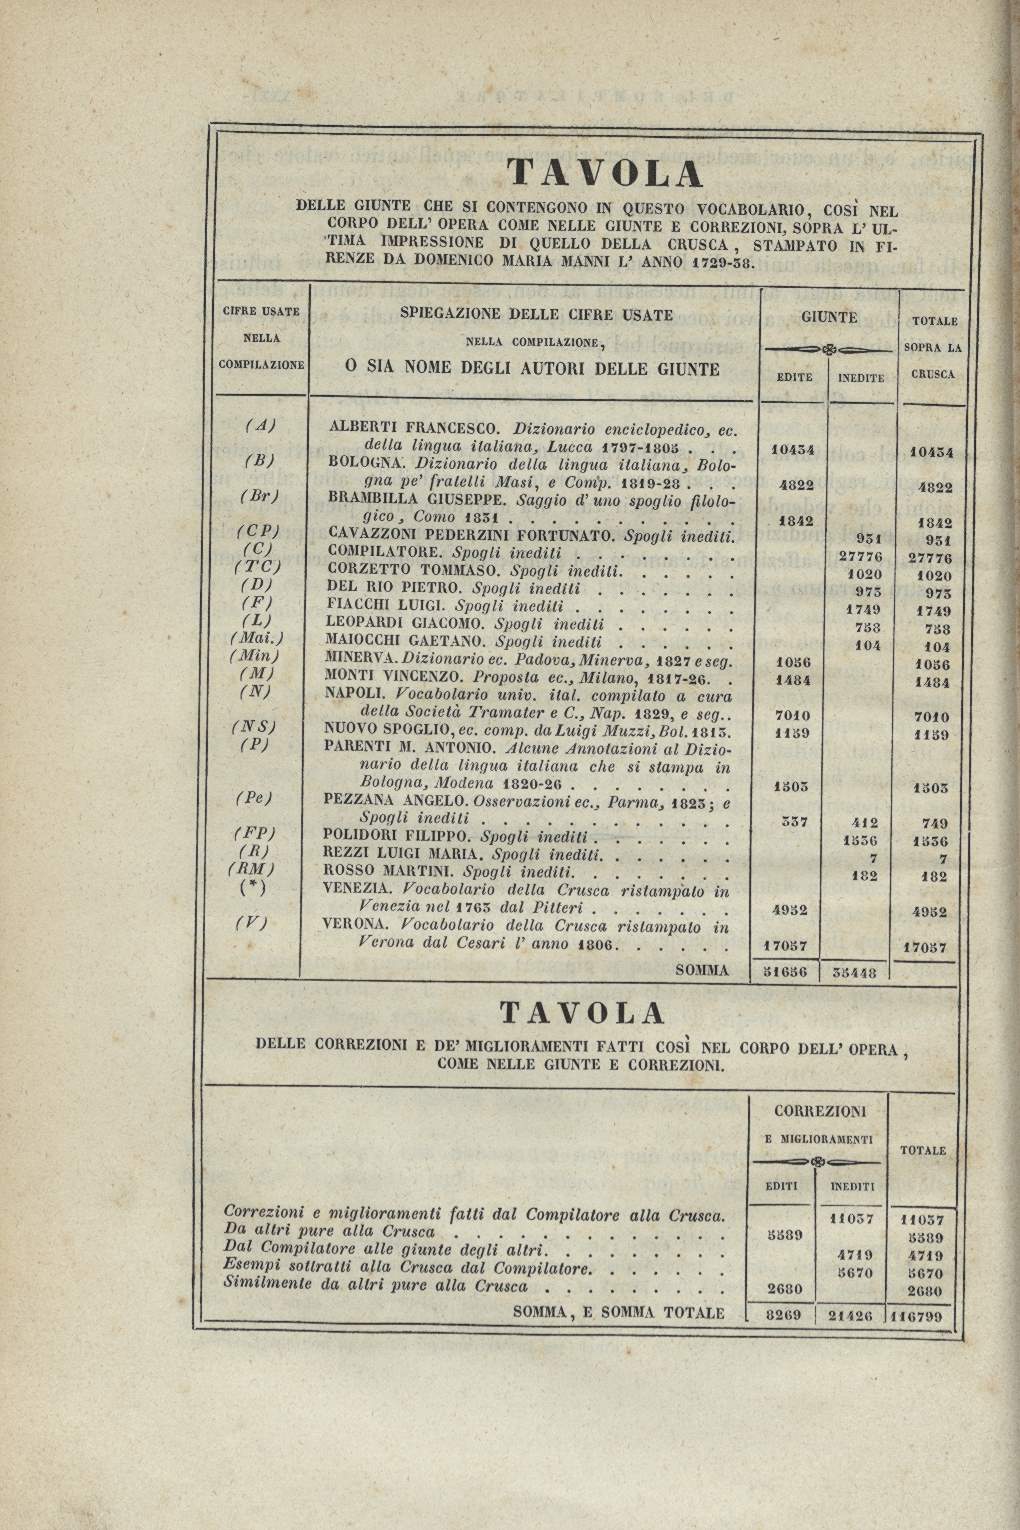 TAVOLA
DELLE GIUNTE CHE SI CONTENGONO IN QUESTO VOCABOLARIO, COSÌ NEL
CORPO DELL' OPERA COME NELLE GIUNTE E CORREZIONI, SOPRA L' UL-
TIMA IMPRESSIONE DI QUELLO DELLA CRUSCA, STAMPATO IN FI-
RENZE DA DOMENICO MARIA MANNI L' ANNO 1729-38.
CIFRE USATE
NELLA
COMPILAZIONE
SPIEGAZIONE DELLE CIFRE USATE
NELLA COMPILAZIONE,
O SIA NOME DEGLI AUTORI DELLE GIUNTE
GIUNTE
EDITE INEDITE
TOTALE
SOPRA LA
CRUSCA
(A) ALBERTI FRANCESCO. Dizionario enciclopedico, ec.
della lingua italiana, Lucca 1797-1805 . . . 10434 10434
(B) BOLOGNA. Dizionario della lingua italiana, Bolo-
gna pe' fratelli Masi, e Comp. 1819-28 . . . 4822 4822
(Br) BRAMBILLA GIUSEPPE. Saggio d' uno spoglio filolo-
gico, Como 1831 . . . . . . . . . . . 1842 1842
(CP) CAVAZZONI PEDERZINI FORTUNATO. Spogli inediti. 931 931
(C) COMPILATORE. Spogli inediti . . . . . . . . 27776 27776
(TC) CORZETTO TOMMASO. Spogli inediti. . . . . . 1020 1020
(D) DEL RIO PIETRO. Spogli inediti . . . . . . . 973 973
(F) FIACCHI LUIGI. Spogli inediti . . . . . . . . 1749 1749
(L) LEOPARDI GIACOMO. Spogli inediti . . . . . . 758 758
(Mai.) MAIOCCHI GAETANO. Spogli inediti . . . . . . 104 104
(Min) MINERVA. Dizionario ec. Padova, Minerva, 1827 e seg. 1056 1056
(M) MONTI VINCENZO. Proposta ec., Milano, 1817-26. . 1484 1484
(N) NAPOLI. Vocabolario univ. ital. compilato a cura
della Società Tramater e C., Nap. 1829, e seg.. 7010 7010
(NS) NUOVO SPOGLIO, ec. comp. da Luigi Muzzi, Bol. 1813. 1159 1159
(P) PARENTI M. ANTONIO. Alcune Annotazioni al Dizio-
nario della lingua italiana che si stampa in
Bologna, Modena 1820-26 . . . . . . . . 1503 1503
(Pe) PEZZANA ANGELO. Osservazioni ec., Parma, 1823; e
Spogli inediti . . . . . . . . . . . . 337 412 749
(FP) POLIDORI FILIPPO. Spogli inediti . . . . . . . 1536 1536
(R) REZZI LUIGI MARIA. Spogli inediti. . . . . . . 7 7
(RM) ROSSO MARTINI. Spogli inediti. . . . . . . . 182 182
(*) VENEZIA. Vocabolario della Crusca ristampato in
Venezia nel 1763 dal Pitteri . . . . . . . 4952 4952
(V) VERONA. Vocabolario della Crusca ristampato in
Verona dal Cesari l' anno 1806. . . . . . 17057 17057
SOMMA 51656 35448
TAVOLA
DELLE CORREZIONI E DE' MIGLIORAMENTI FATTI COSÌ NEL CORPO DELL' OPERA,
COME NELLE GIUNTE E CORREZIONI.
CORREZIONI
E MIGLIORAMENTI
EDITI INEDITI
TOTALE
Correzioni e miglioramenti fatti dal Compilatore alla Crusca. 11037 11037
Da altri pure alla Crusca . . . . . . . . . . . . . 5589 5589
Dal Compilatore alle giunte degli altri. . . . . . . . . 4719 4719
Esempi sottratti alla Crusca dal Compilatore. . . . . . . 5670 5670
Similmente da altri pure alla Crusca . . . . . . . . . 2680 2680
SOMMA, E SOMMA TOTALE 8269 21426 116799